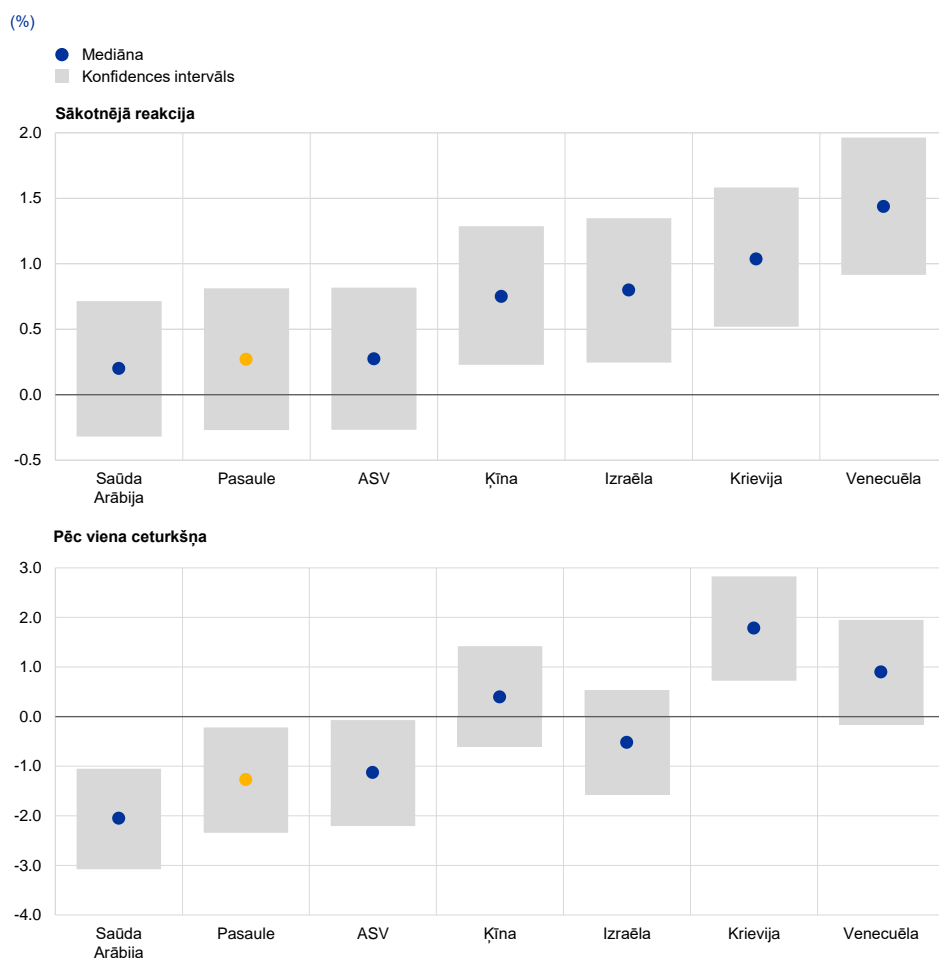 (%)
Mediāna
Konfidences intervāls
Sākotnējā reakcija
2.0
1.5
1.0
0.5
0.0
-0.5
Saūda Arābija
Pasaule
ASV
Ķīna
Izraēla
Krievija
Venecuēla
Pēc viena ceturkšņa
3.0
2.0
1.0
0.0
-1.0
-2.0
-3.0
-4.0
Saūda Arābija
Pasaule
ASV
Ķīna
Izraēla
Krievija
Venecuēla